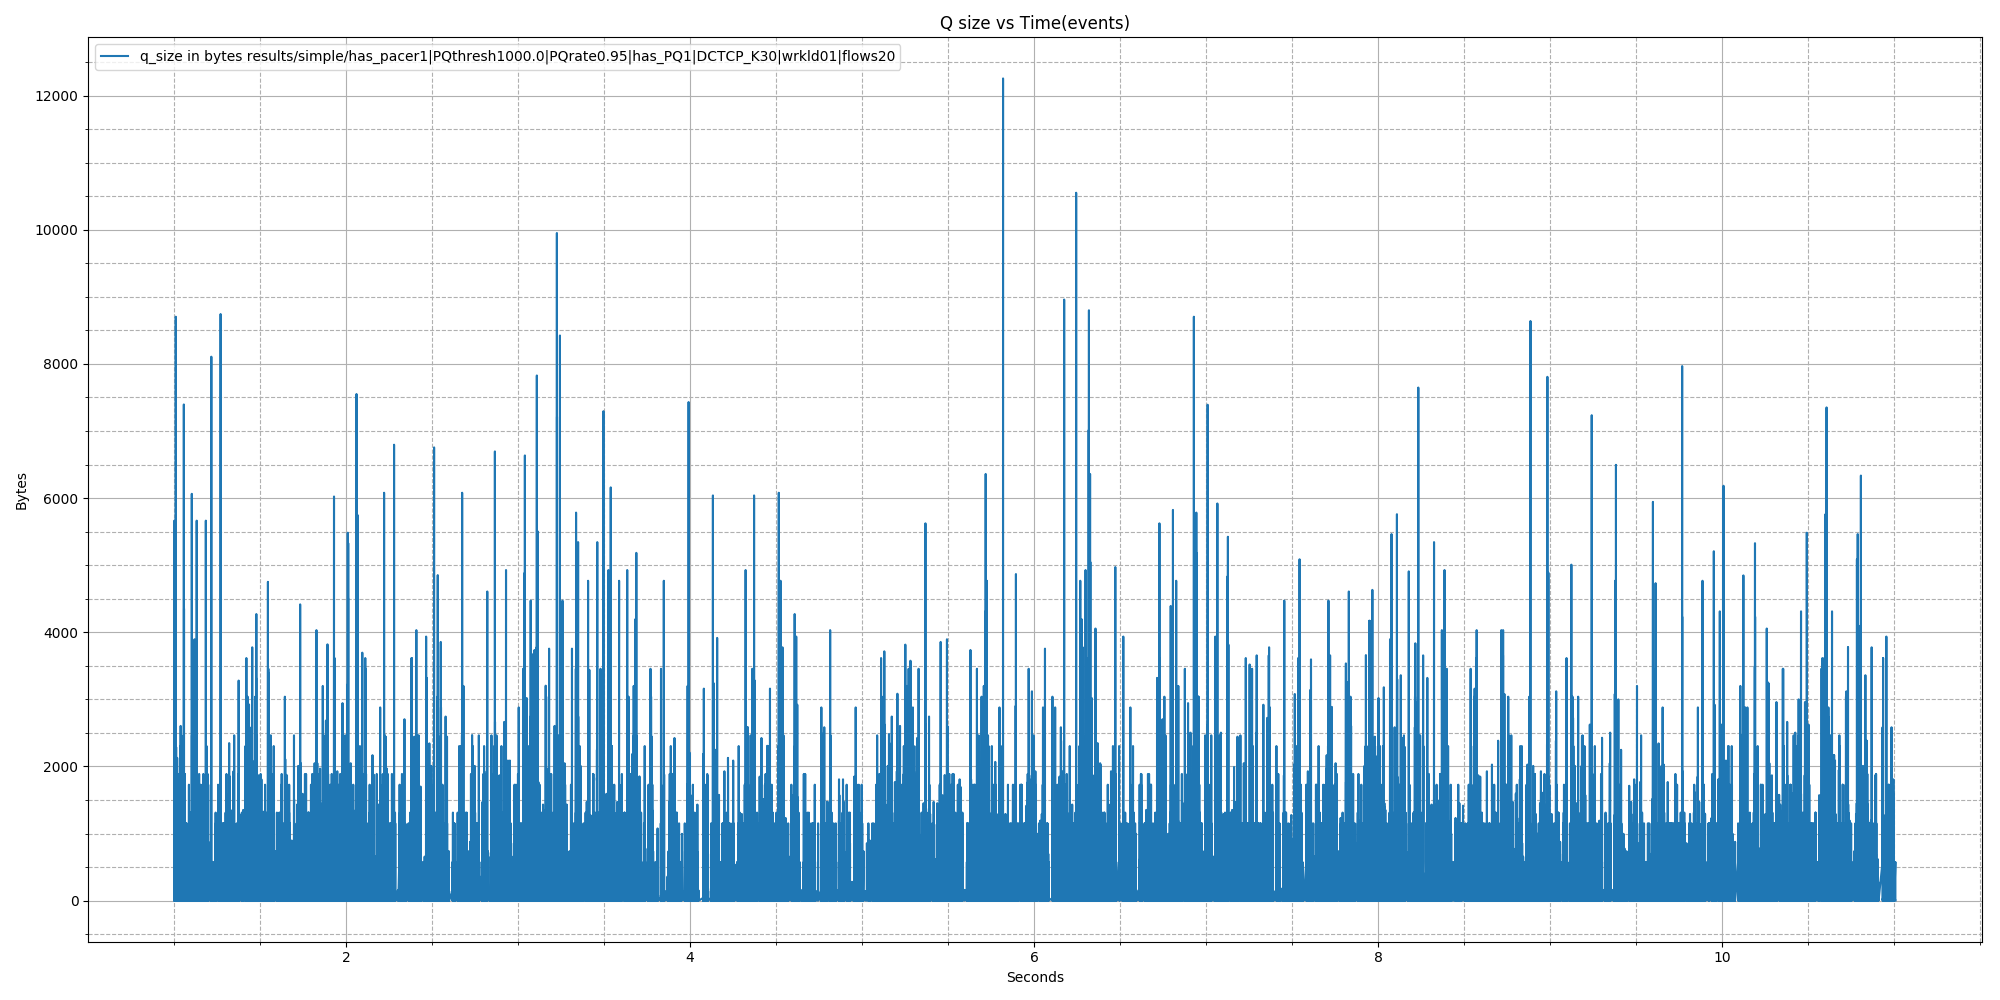 Q size vs Time(events)
q_size in bytes results/simple/has_pacer1|PQthresh1000.0|PQrate0.95|has_PQ1|DCTCP_K30|wrkld01|flows20
12000
10000
8000
6000
4000
2000
0
Bytes
2 4 6 8 10
Seconds